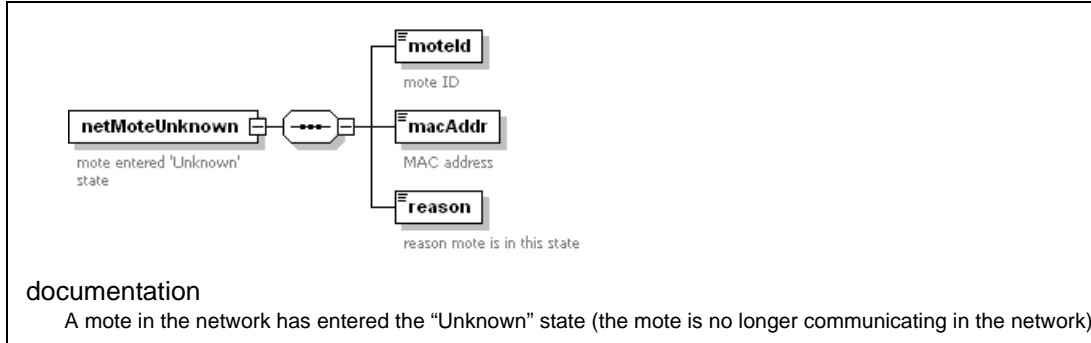 moteId
mote ID
netMoteUnknown
mote entered 'Unknown'
state
macAddr
MAC address
reason
reason mote is in this state
documentation
A mote in the network has entered the “Unknown” state (the mote is no longer communicating in the network)